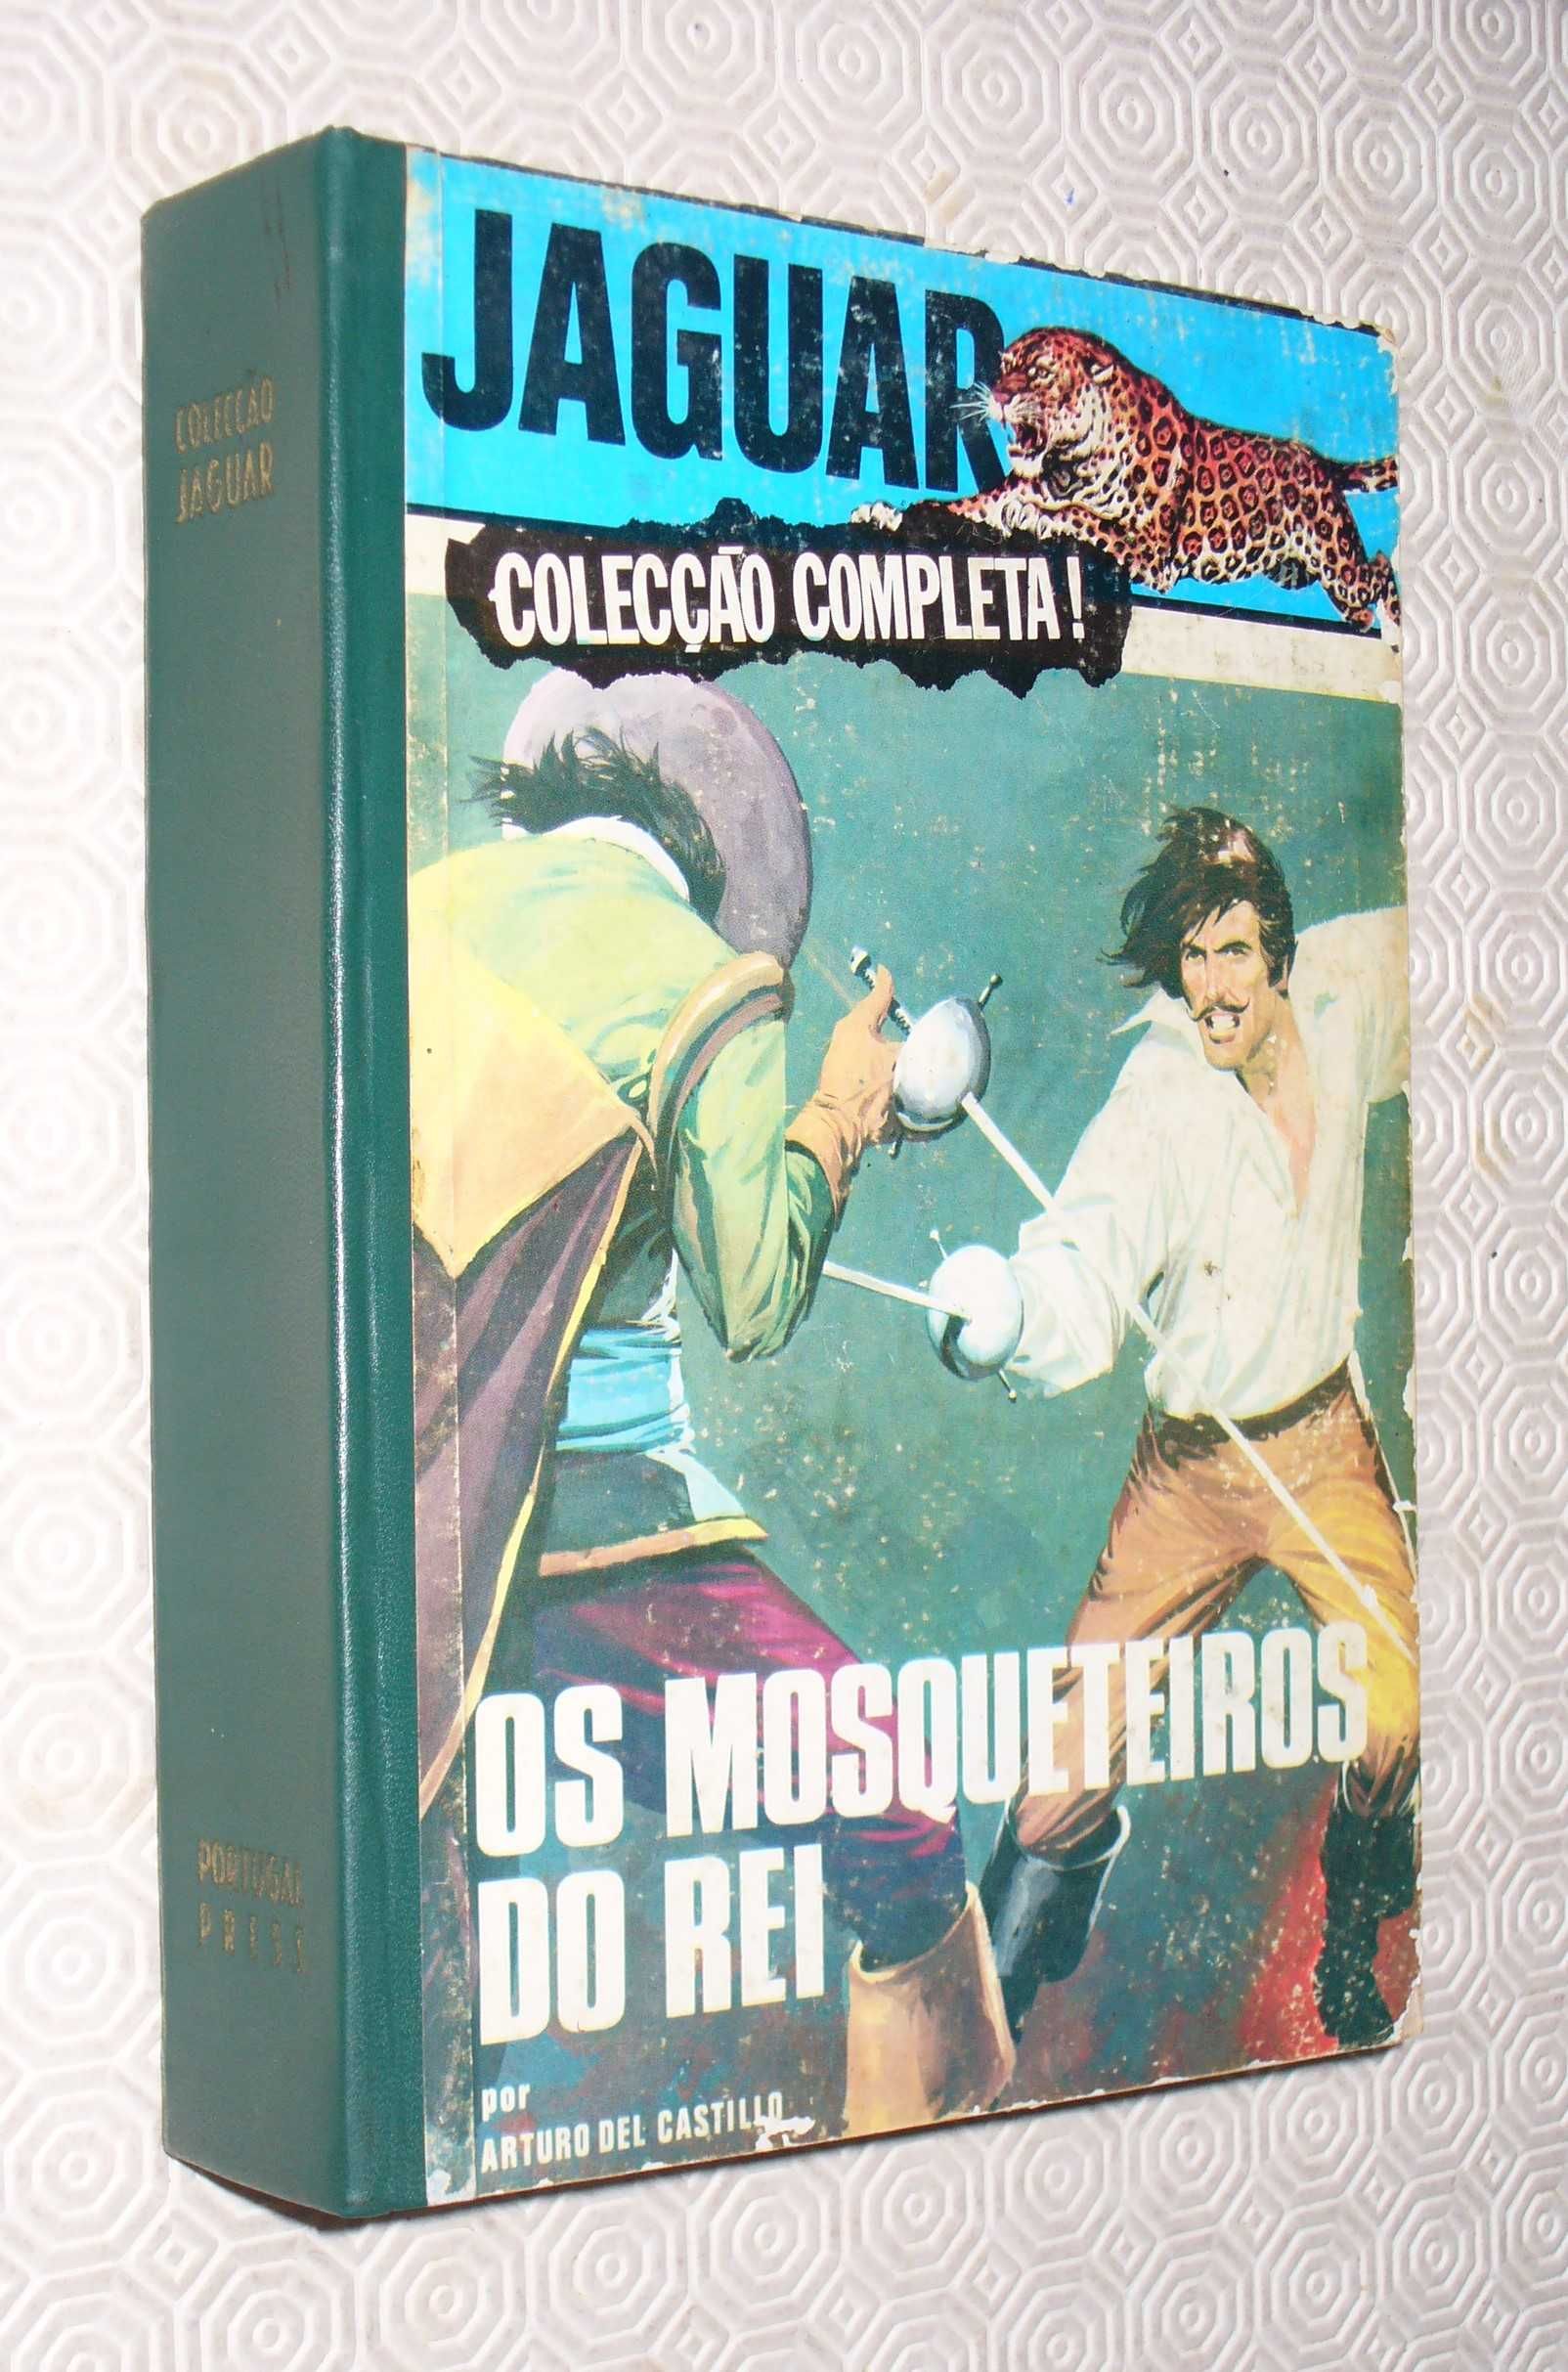 COLECÇÃO
JAGUAR
PORTUGAL
PRESS
JAGUAR
COLECÇÃO COMPLETA!
OS MOSQUETEIROS
DO REI
por
ARTURO DEL CASTILLO